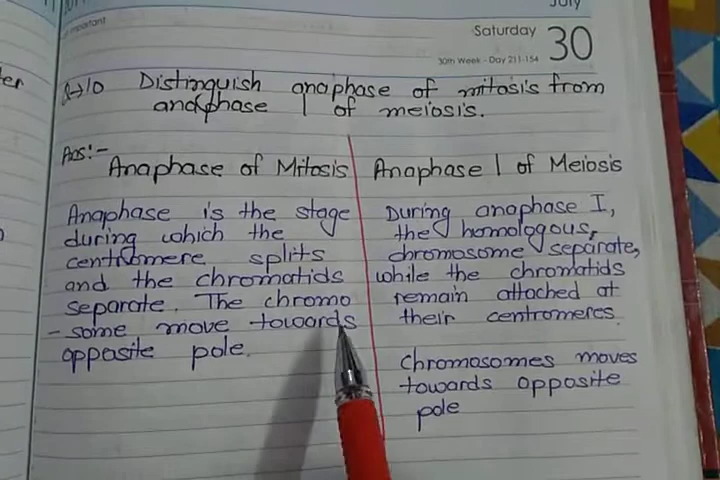 July
important
Saturday 30
30th Week - Day 211-154
Q→10 Distinguish anaphase of mitosis from
anaphase I of meiosis.
Ans:-
Anaphase of Mitosis
Anaphase is the stage
during which the
centromere splits
and the chromatids
separate. The chromo
-some move towards
opposite pole.
Anaphase I of Meiosis
During anaphase I,
the homologous,
chromosome separate,
while the chromatids
remain attached at
their centromeres.
Chromosomes moves
towards opposite
pole